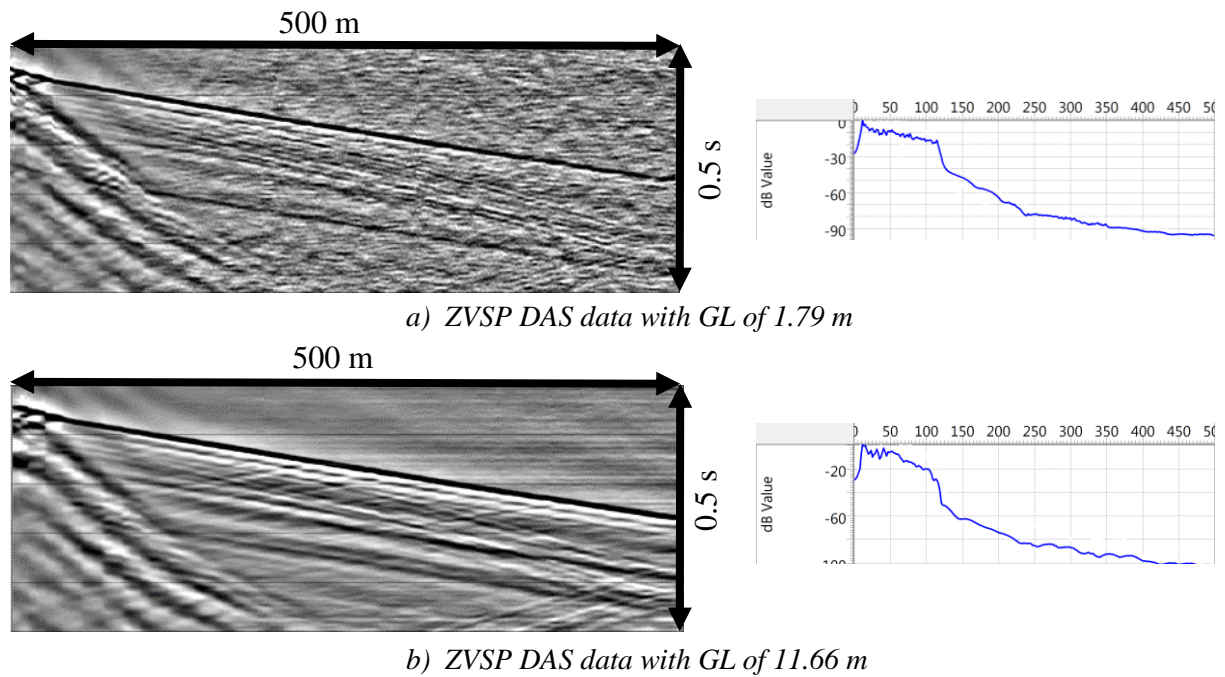 500 m
0.5 s
0 50 100 150 200 250 300 350 400 450 50
0
-30
-60
-90
dB Value
a) ZVSP DAS data with GL of 1.79 m
500 m
0.5 s
0 50 100 150 200 250 300 350 400 450 50
-20
-60
-100
dB Value
b) ZVSP DAS data with GL of 11.66 m